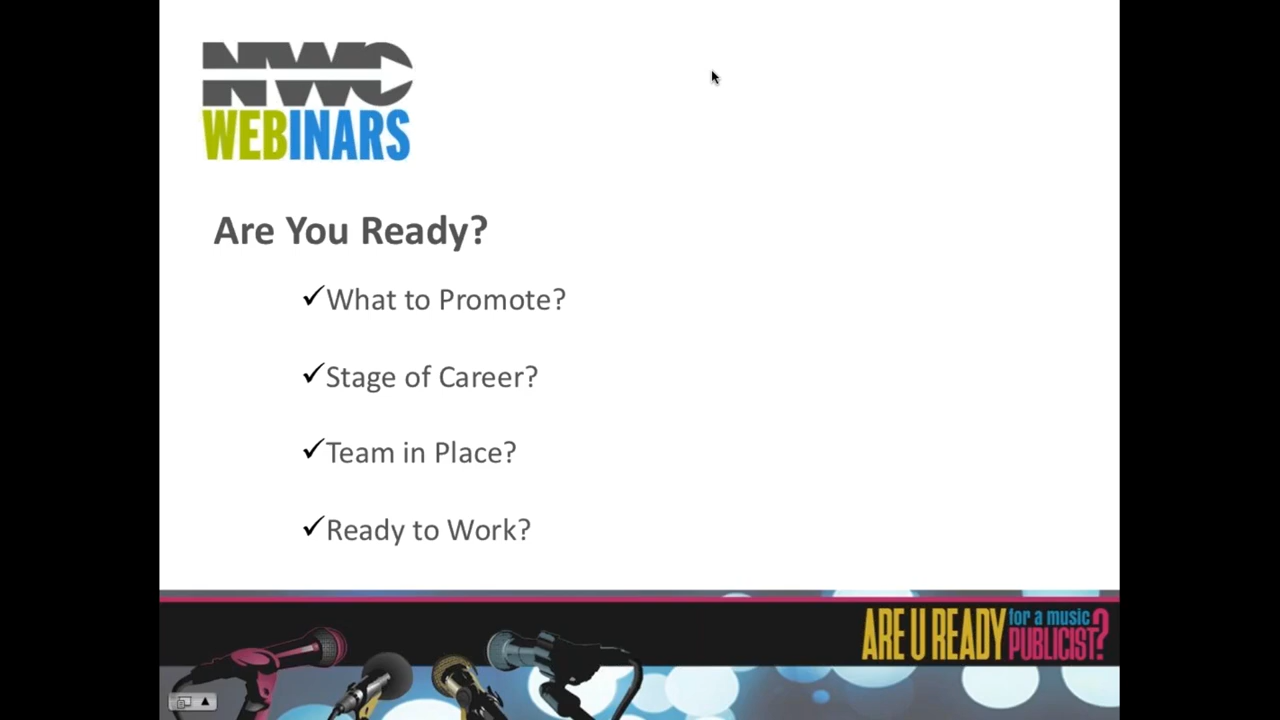 NWC
WEBINARS
Are You Ready?
✓What to Promote?
✓Stage of Career?
✓Team in Place?
✓Ready to Work?
ARE U READY for a music PUBLICIST?